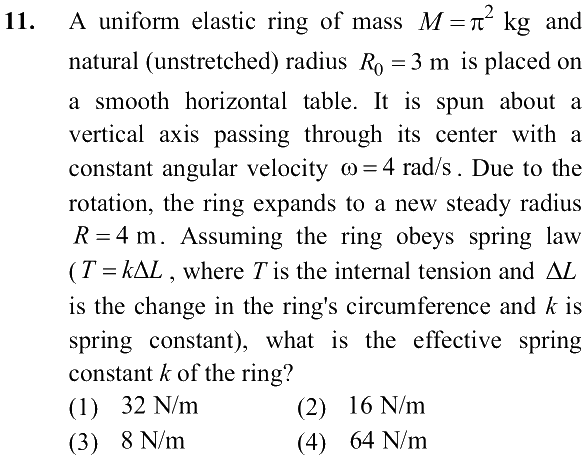 11. A uniform elastic ring of mass M = π² kg and
natural (unstretched) radius R₀ = 3 m is placed on
a smooth horizontal table. It is spun about a
vertical axis passing through its center with a
constant angular velocity ω = 4 rad/s. Due to the
rotation, the ring expands to a new steady radius
R = 4 m. Assuming the ring obeys spring law
(T = kΔL, where T is the internal tension and ΔL
is the change in the ring's circumference and k is
spring constant), what is the effective spring
constant k of the ring?
(1) 32 N/m (2) 16 N/m
(3) 8 N/m (4) 64 N/m